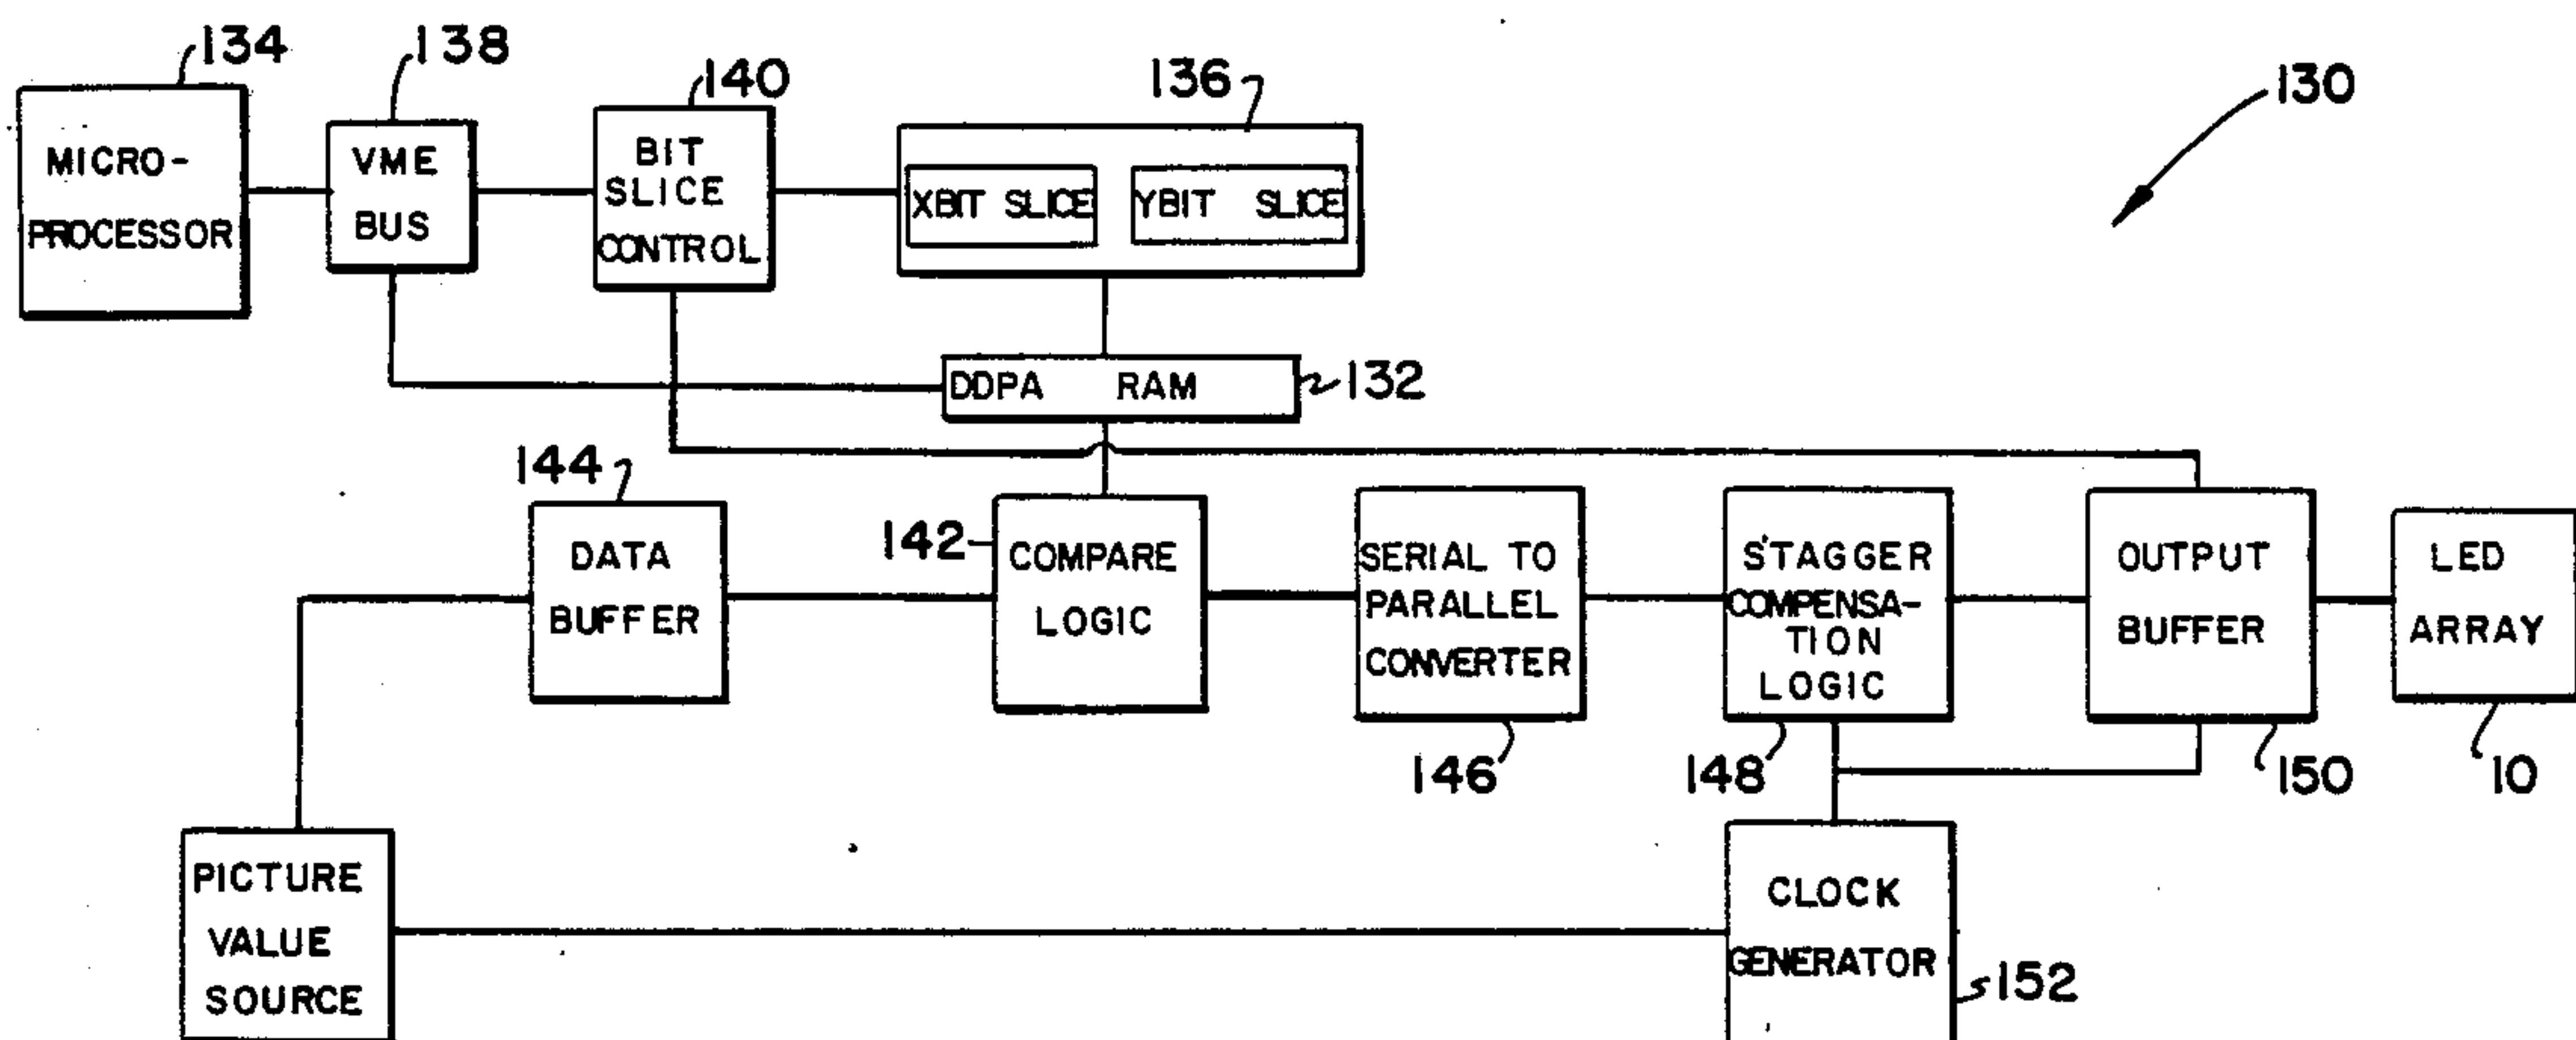 134
138
140
136
130
MICRO-
PROCESSOR
VME
BUS
BIT
SLICE
CONTROL
XBIT SLICE
YBIT SLICE
DDPA RAM
132
144
142
DATA
BUFFER
COMPARE
LOGIC
SERIAL TO
PARALLEL
CONVERTER
STAGGER
COMPENSA-
TION
LOGIC
OUTPUT
BUFFER
LED
ARRAY
146
148
150
10
PICTURE
VALUE
SOURCE
CLOCK
GENERATOR
152